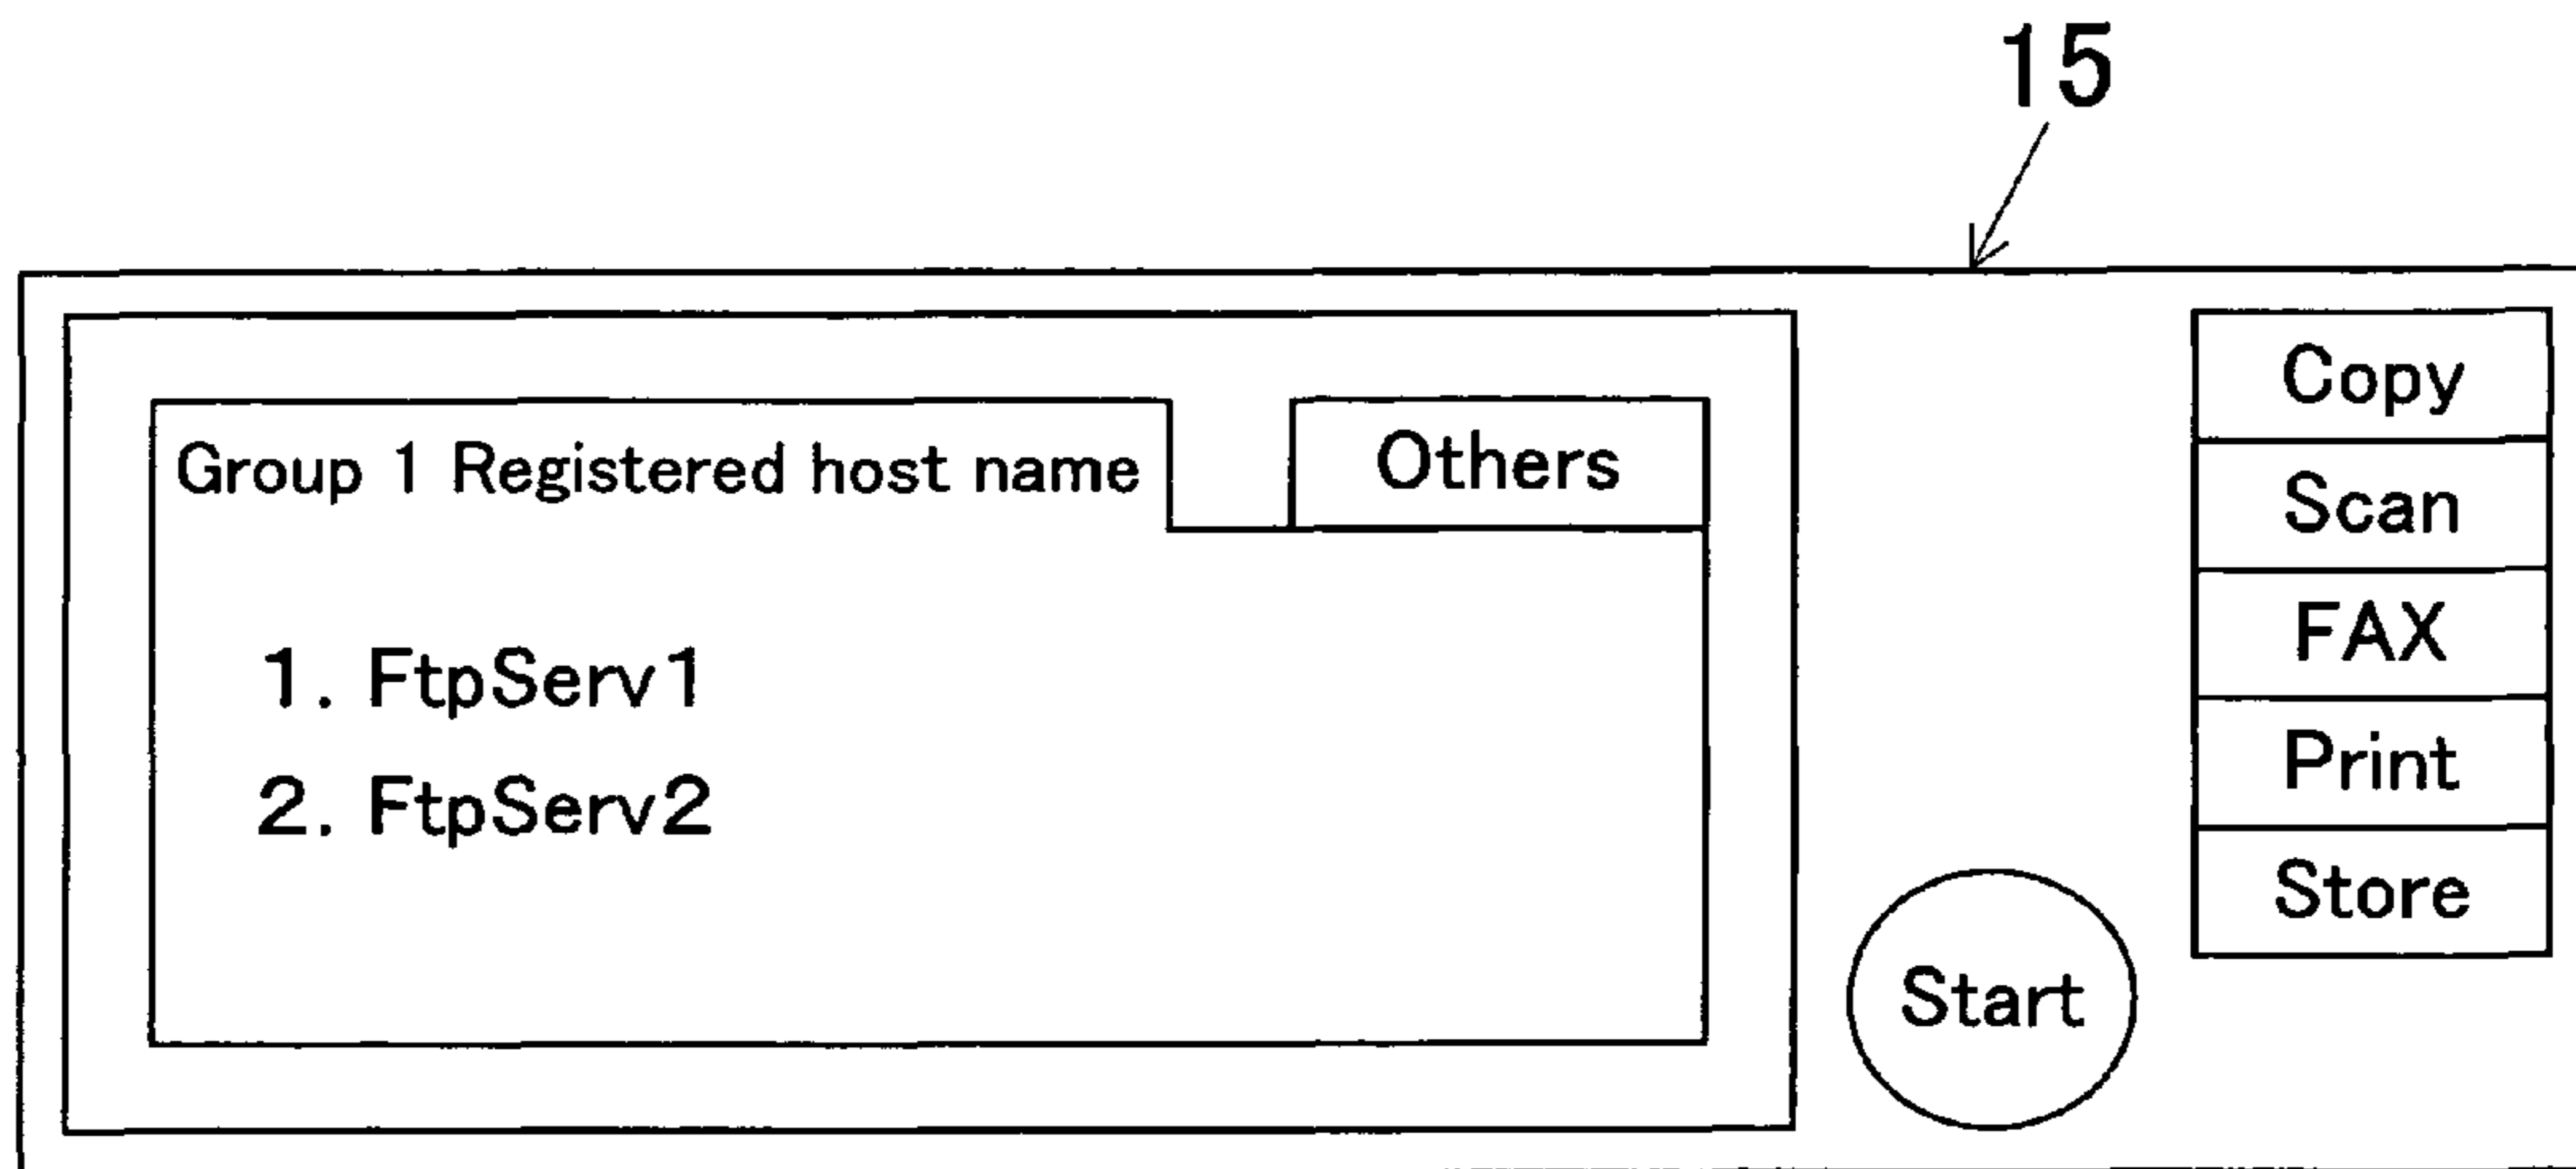 15
Group 1 Registered host name
Others
1. FtpServ1
2. FtpServ2
Copy
Scan
FAX
Print
Store
Start